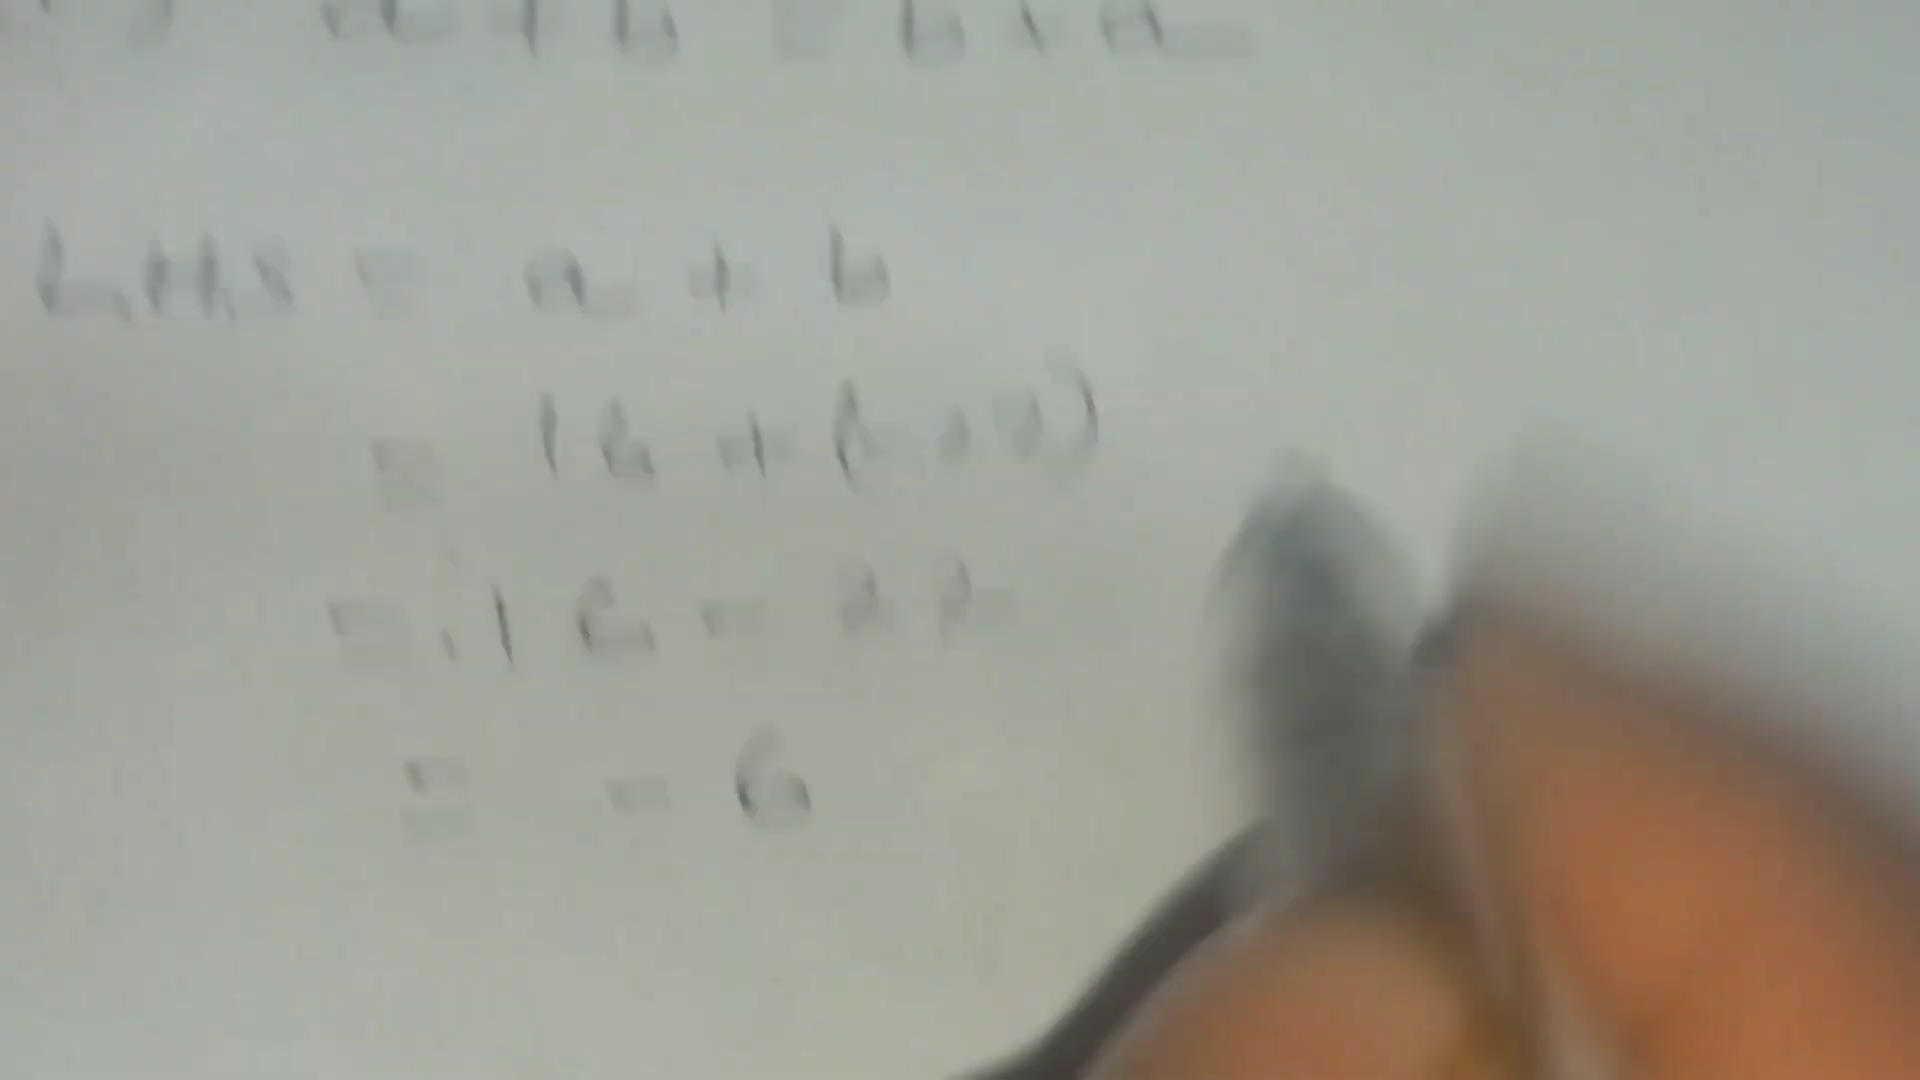 a + b = b + a
LHS = a + b
= 16 + (-22)
= 16 - 22
= - 6